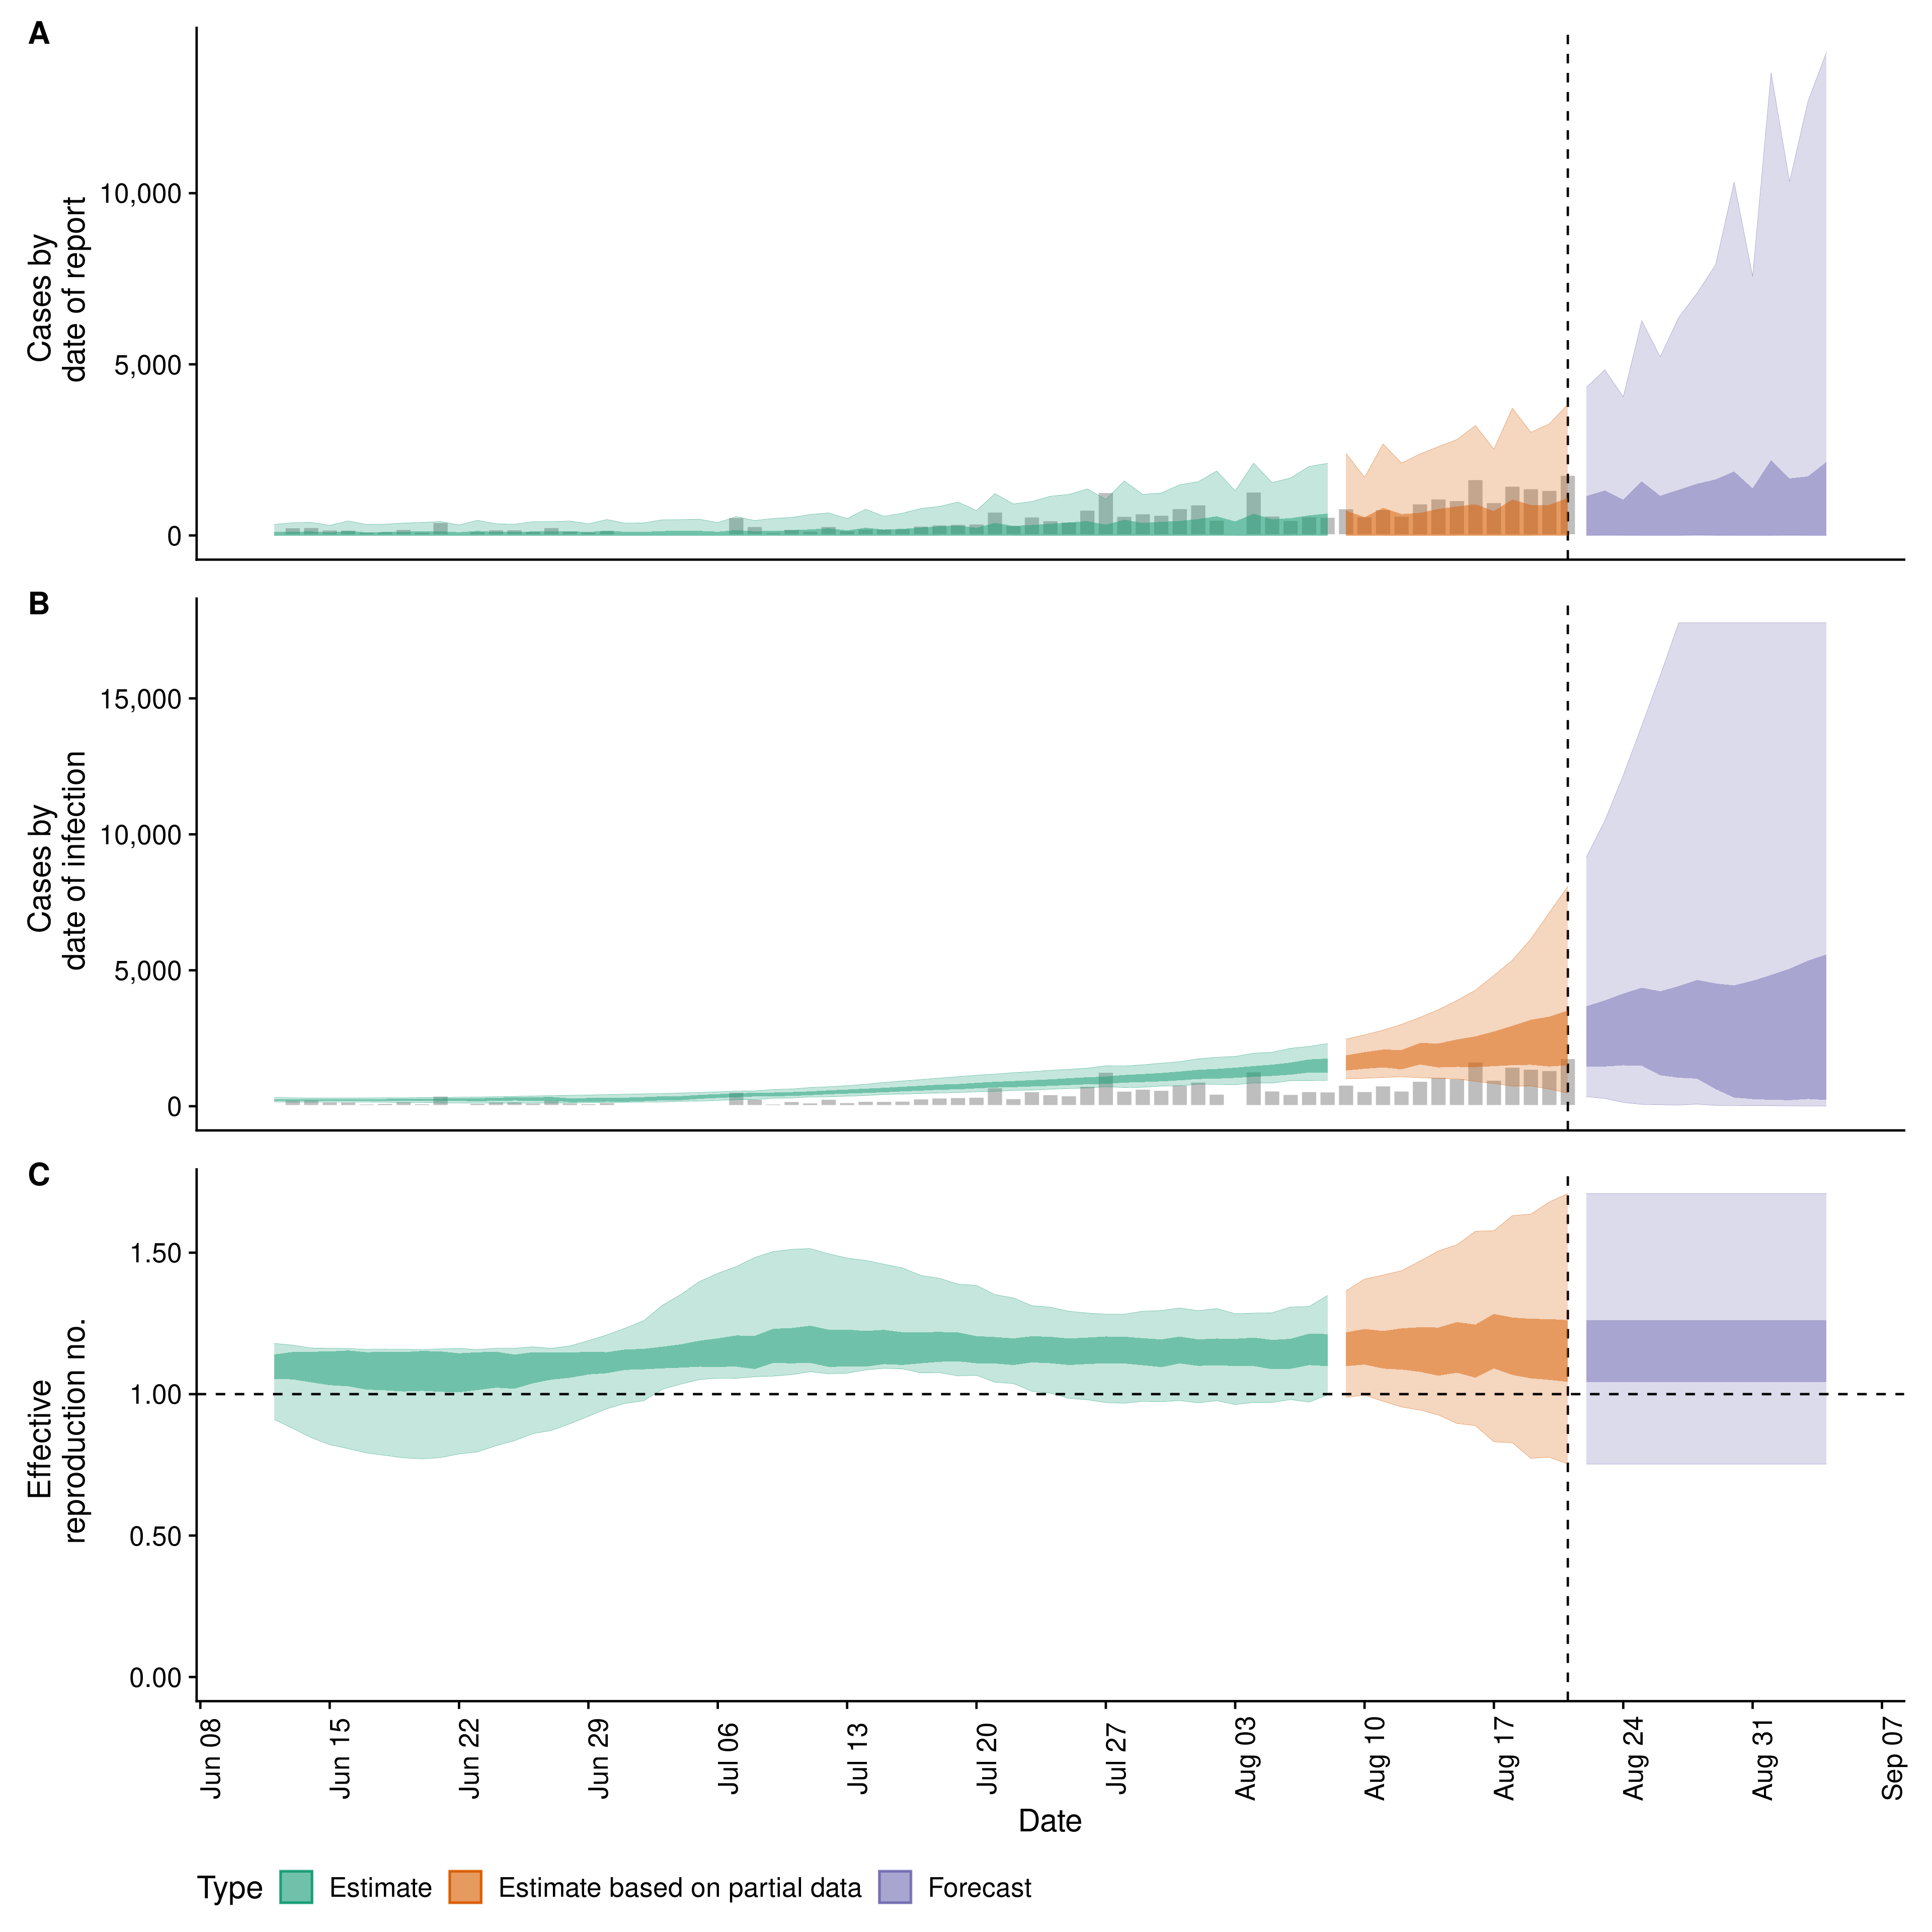 A
Cases by
date of report
10,000
5,000
0
B
Cases by
date of infection
15,000
10,000
5,000
0
C
Effective
reproduction no.
1.50
1.00
0.50
0.00
Jun 08
Jun 15
Jun 22
Jun 29
Jul 06
Jul 13
Jul 20
Jul 27
Aug 03
Aug 10
Aug 17
Aug 24
Aug 31
Sep 07
Date
Type Estimate Estimate based on partial data Forecast